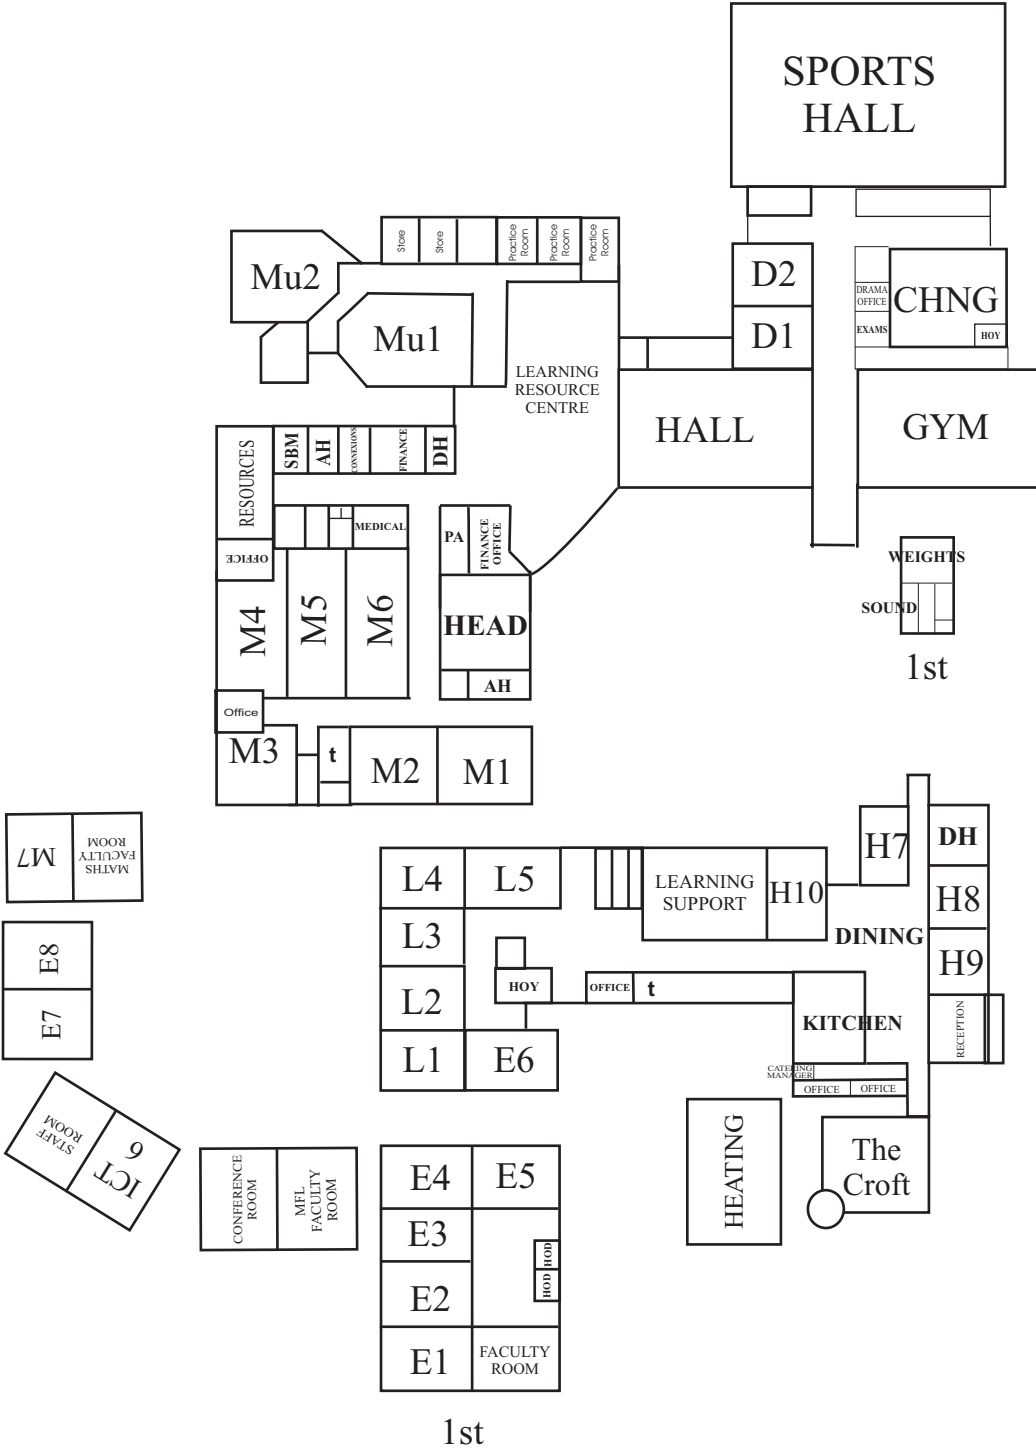 SPORTS
HALL
Store
Store
Practice
Room
Practice
Room
Practice
Room
Mu2
D2
DRAMA
OFFICE
CHNG
Mu1
D1
EXAMS
HOY
LEARNING
RESOURCE
CENTRE
HALL
GYM
RESOURCES
SBM
AH
CONNEXIONS
FINANCE
DH
OFFICE
MEDICAL
PA
FINANCE
OFFICE
WEIGHTS
SOUND
1st
M4
M5
M6
HEAD
AH
Office
M3
t
M2
M1
M7
MATHS
FACULTY
ROOM
H7
DH
L4
L5
LEARNING
SUPPORT
H10
H8
L3
DINING
E8
H9
HOY
OFFICE
t
L2
KITCHEN
RECEPTION
E7
L1
E6
CATERING
MANAGER
OFFICE
OFFICE
STAFF
ROOM
ICT
6
CONFERENCE
ROOM
MFL
FACULTY
ROOM
E4
E5
HEATING
The
Croft
E3
HOD
HOD
E2
E1
FACULTY
ROOM
1st